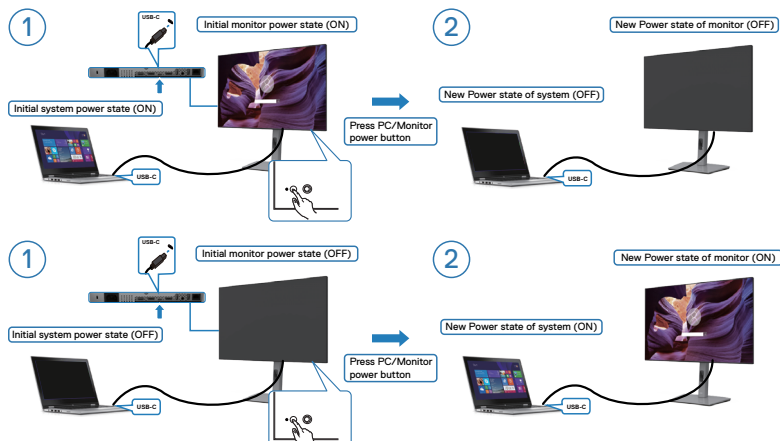 1
USB-C
Initial monitor power state (ON)
Initial system power state (ON)
USB-C
Press PC/Monitor
power button
2
New Power state of monitor (OFF)
New Power state of system (OFF)
USB-C
1
USB-C
Initial monitor power state (OFF)
Initial system power state (OFF)
USB-C
Press PC/Monitor
power button
2
New Power state of monitor (ON)
New Power state of system (ON)
USB-C